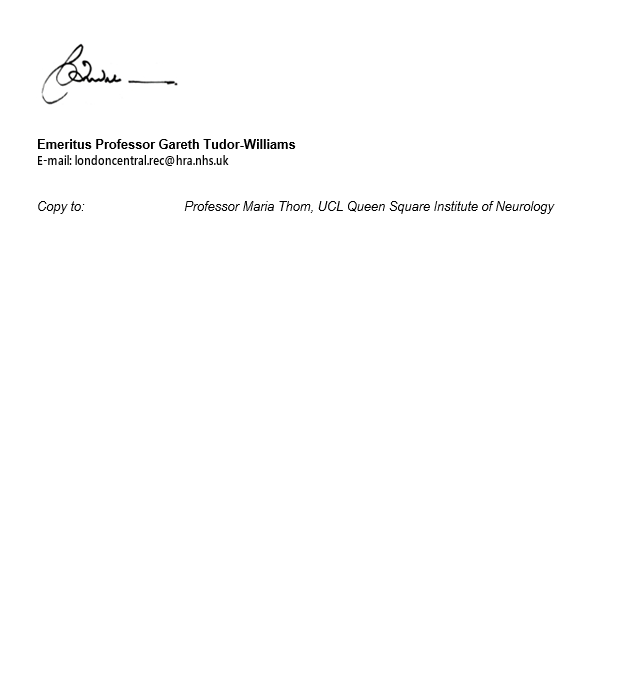 Emeritus Professor Gareth Tudor-Williams
E-mail: londoncentral.rec@hra.nhs.uk
Copy to: Professor Maria Thom, UCL Queen Square Institute of Neurology